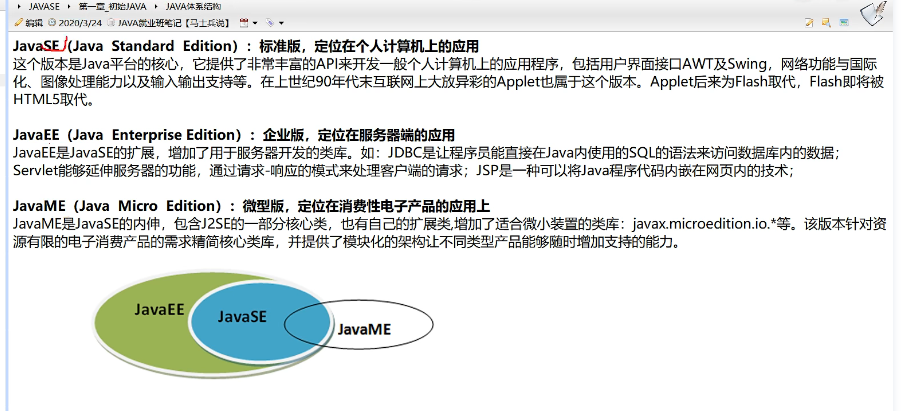 JAVASE ▸ 第一章_初始JAVA ▸ JAVA体系结构
编辑 2020/3/24 JAVA就业班笔记【马士兵说】
JavaSE（Java Standard Edition）：标准版，定位在个人计算机上的应用
这个版本是Java平台的核心，它提供了非常丰富的API来开发一般个人计算机上的应用程序，包括用户界面接口AWT及Swing，网络功能与国际
化、图像处理能力以及输入输出支持等。在上世纪90年代末互联网上大放异彩的Applet也属于这个版本。Applet后来为Flash取代，Flash即将被
HTML5取代。
JavaEE（Java Enterprise Edition）：企业版，定位在服务器端的应用
JavaEE是JavaSE的扩展，增加了用于服务器开发的类库。如：JDBC是让程序员能直接在Java内使用的SQL的语法来访问数据库内的数据；
Servlet能够延伸服务器的功能，通过请求-响应的模式来处理客户端的请求；JSP是一种可以将Java程序代码内嵌在网页内的技术；
JavaME（Java Micro Edition）：微型版，定位在消费性电子产品的应用上
JavaME是JavaSE的内伸，包含J2SE的一部分核心类，也有自己的扩展类,增加了适合微小装置的类库：javax.microedition.io.*等。该版本针对资
源有限的电子消费产品的需求精简核心类库，并提供了模块化的架构让不同类型产品能够随时增加支持的能力。
JavaEE
JavaSE
JavaME